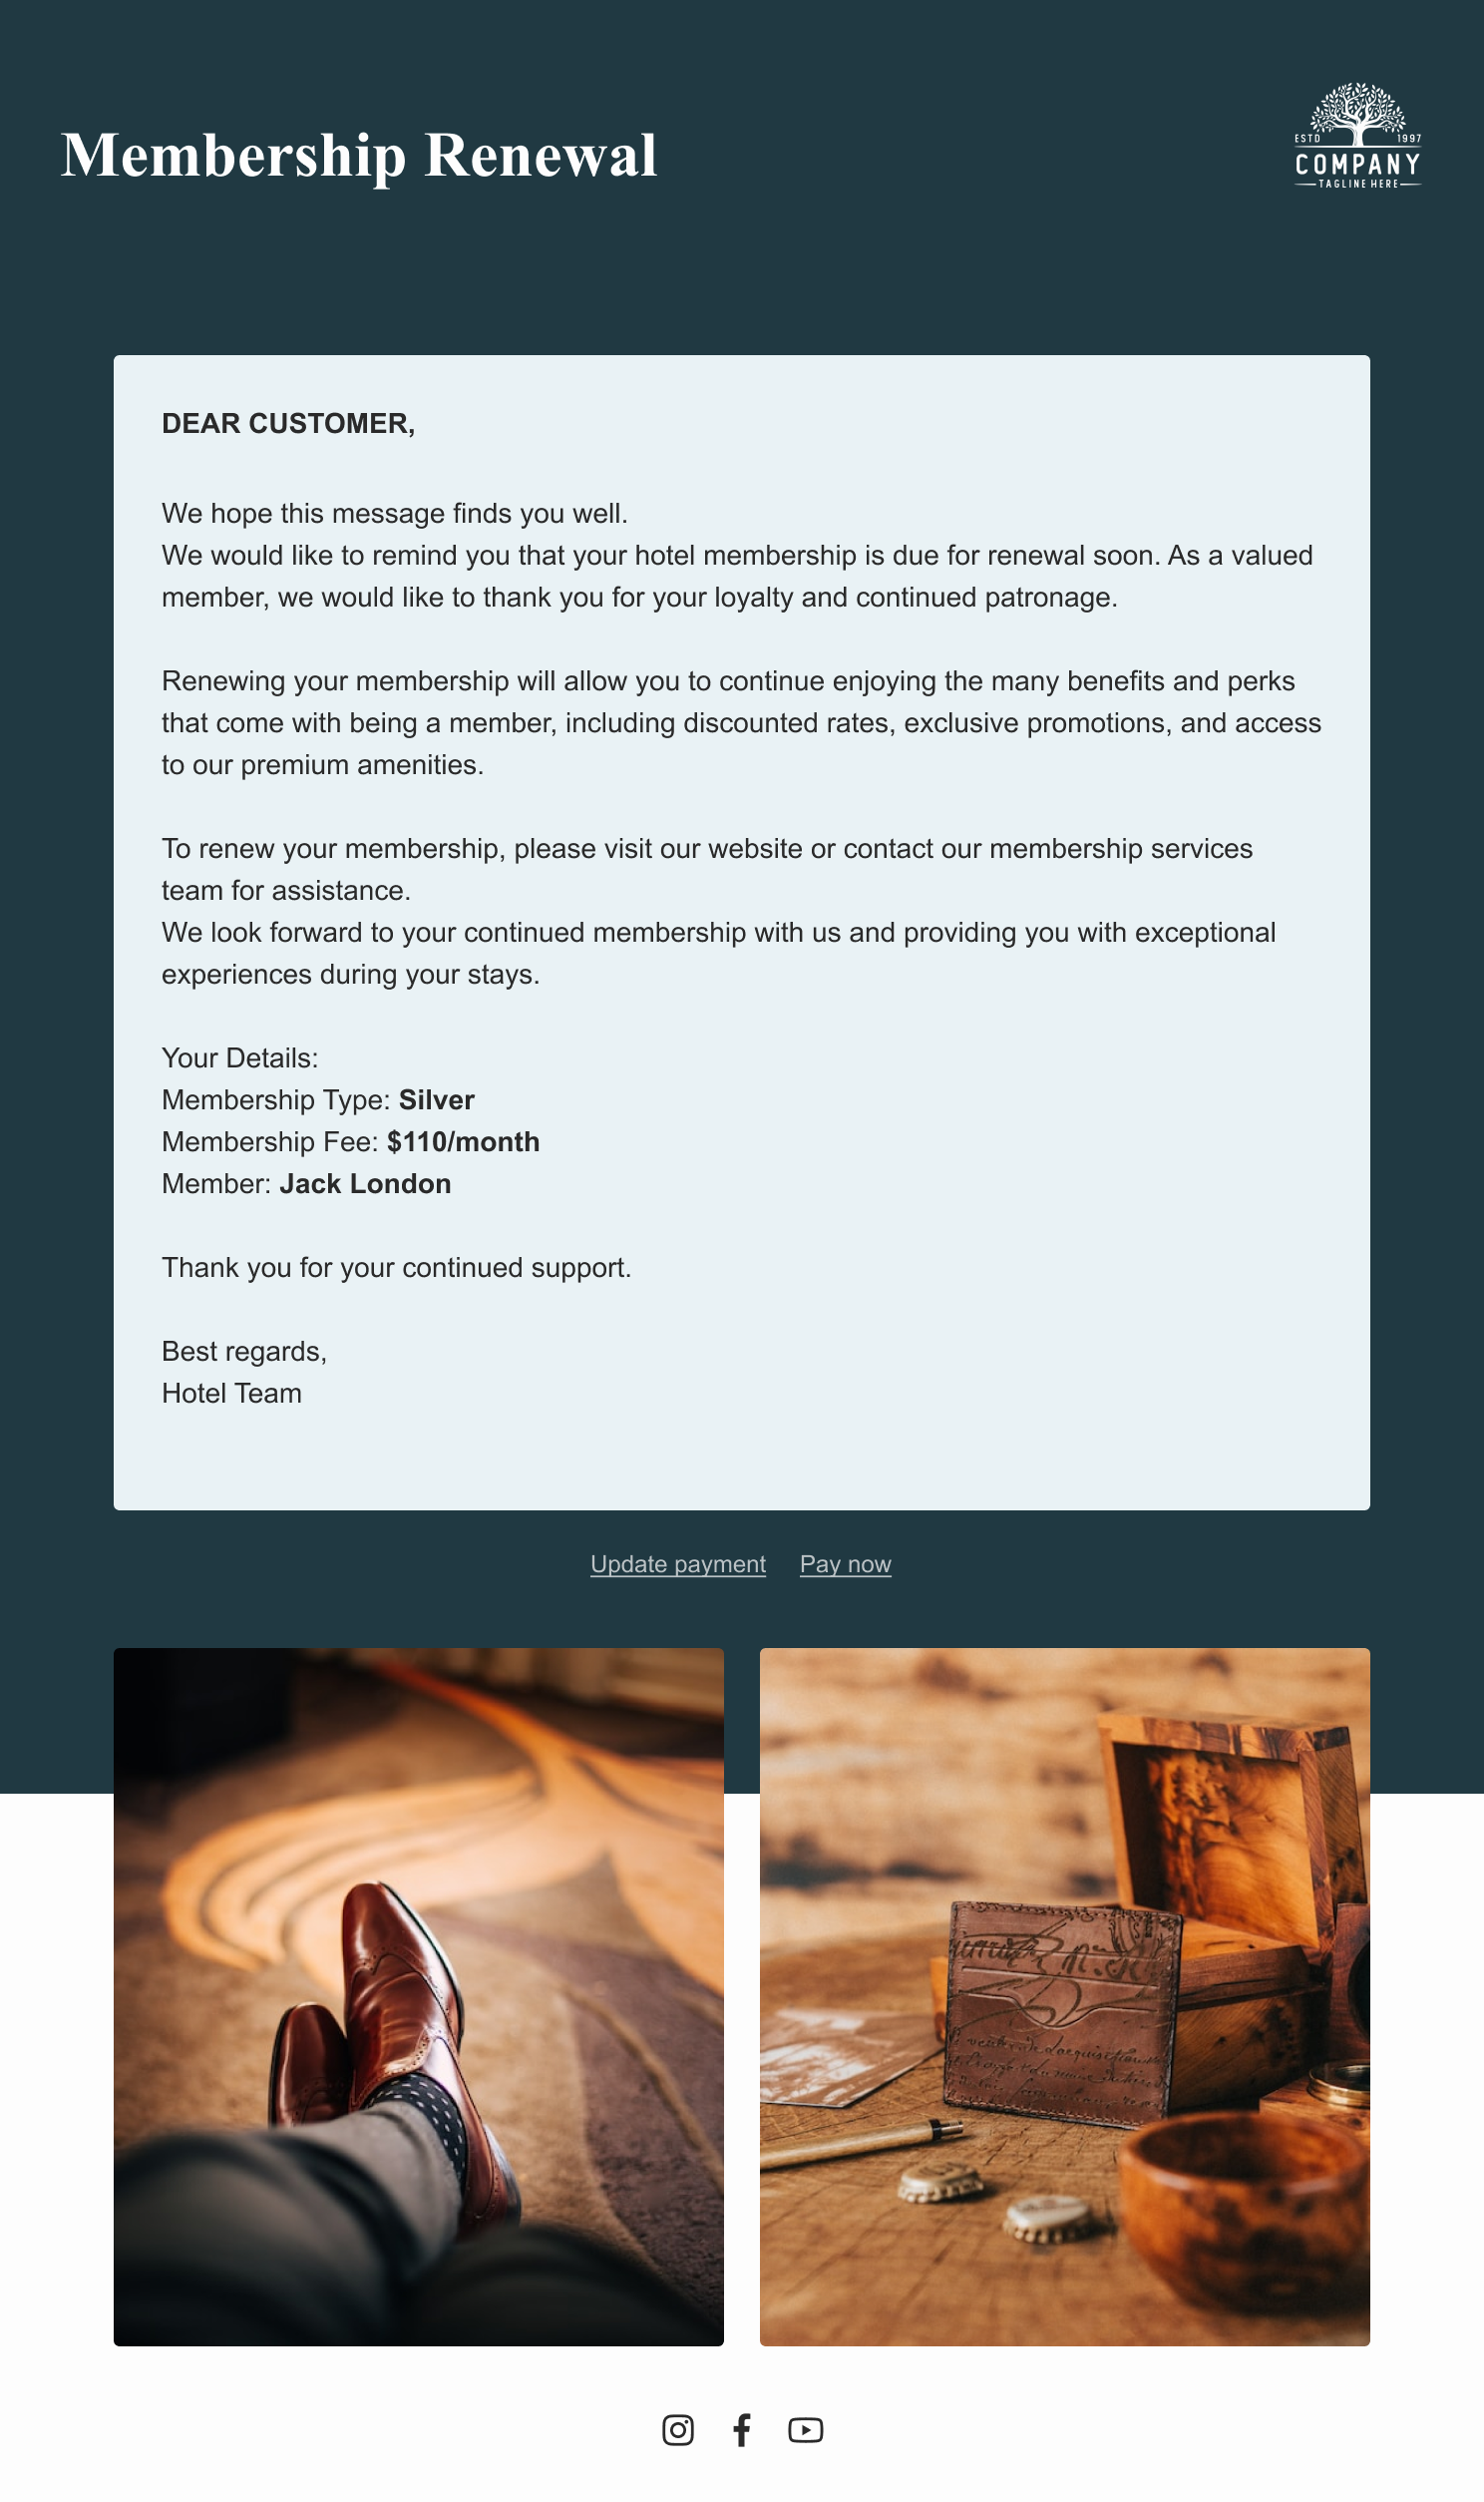 Membership Renewal
ESTD 1997
COMPANY
TAGLINE HERE
DEAR CUSTOMER,
We hope this message finds you well.
We would like to remind you that your hotel membership is due for renewal soon. As a valued
member, we would like to thank you for your loyalty and continued patronage.
Renewing your membership will allow you to continue enjoying the many benefits and perks
that come with being a member, including discounted rates, exclusive promotions, and access
to our premium amenities.
To renew your membership, please visit our website or contact our membership services
team for assistance.
We look forward to your continued membership with us and providing you with exceptional
experiences during your stays.
Your Details:
Membership Type: Silver
Membership Fee: $110/month
Member: Jack London
Thank you for your continued support.
Best regards,
Hotel Team
Update payment Pay now